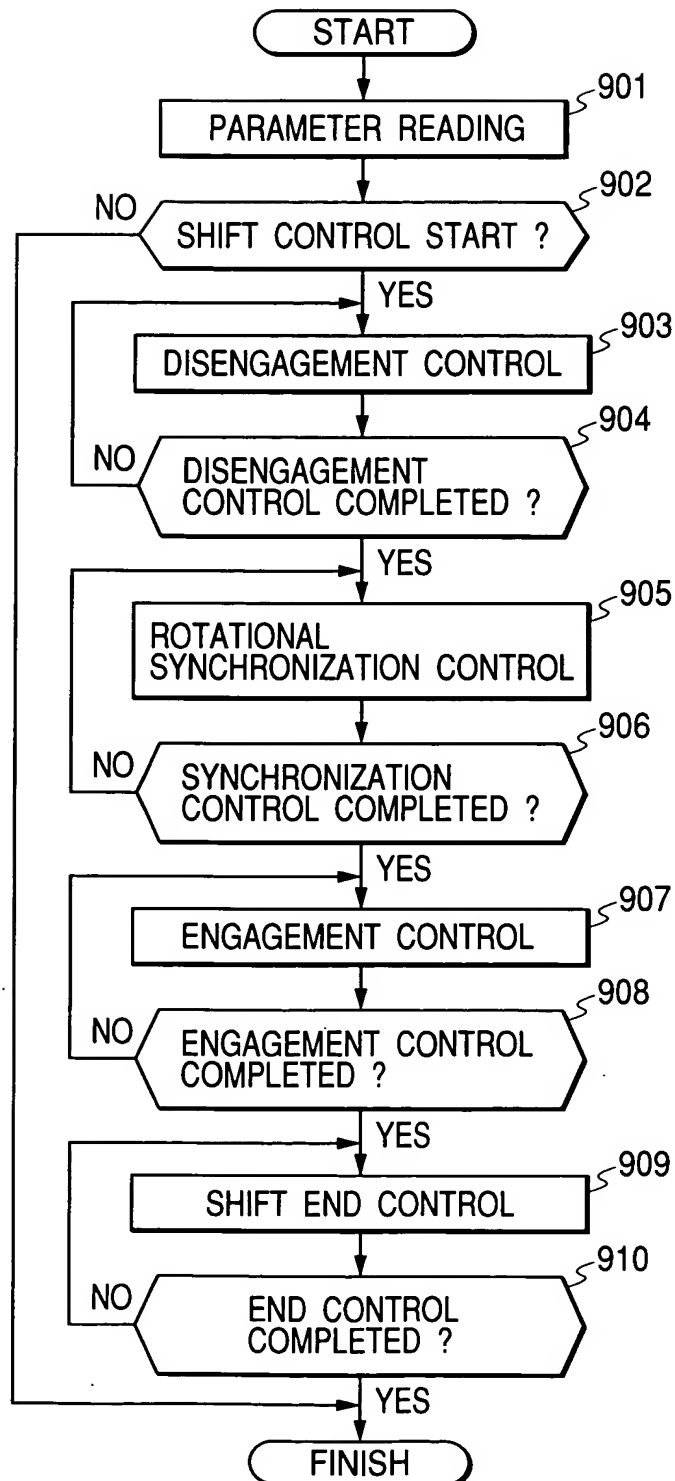 START
901
PARAMETER READING
902
NO
SHIFT CONTROL START ?
YES
903
DISENGAGEMENT CONTROL
904
NO
DISENGAGEMENT
CONTROL COMPLETED ?
YES
905
ROTATIONAL
SYNCHRONIZATION CONTROL
906
NO
SYNCHRONIZATION
CONTROL COMPLETED ?
YES
907
ENGAGEMENT CONTROL
908
NO
ENGAGEMENT CONTROL
COMPLETED ?
YES
909
SHIFT END CONTROL
910
NO
END CONTROL
COMPLETED ?
YES
FINISH